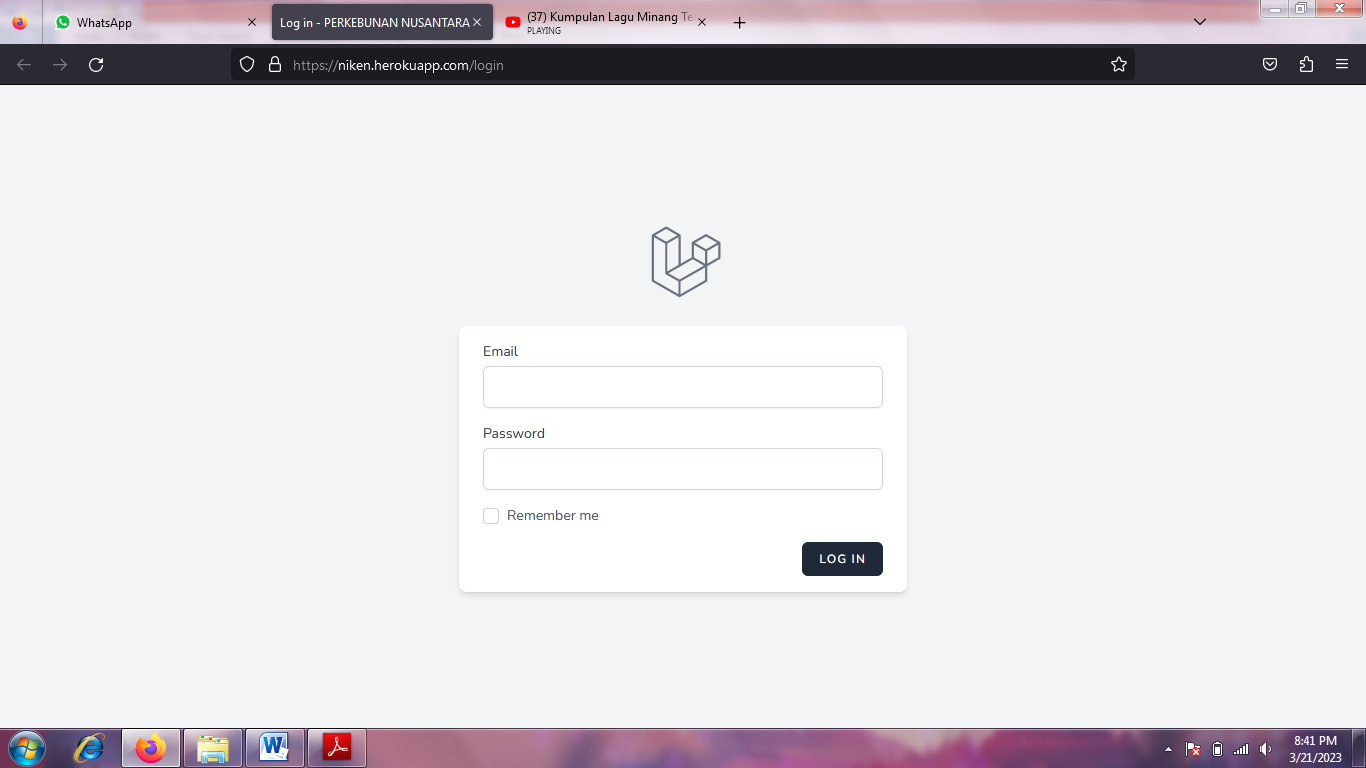 WhatsApp
Log in - PERKEBUNAN NUSANTARA
(37) Kumpulan Lagu Minang Te
PLAYING
https://niken.herokuapp.com/login
Email
Password
Remember me
LOG IN
8:41 PM
3/21/2023